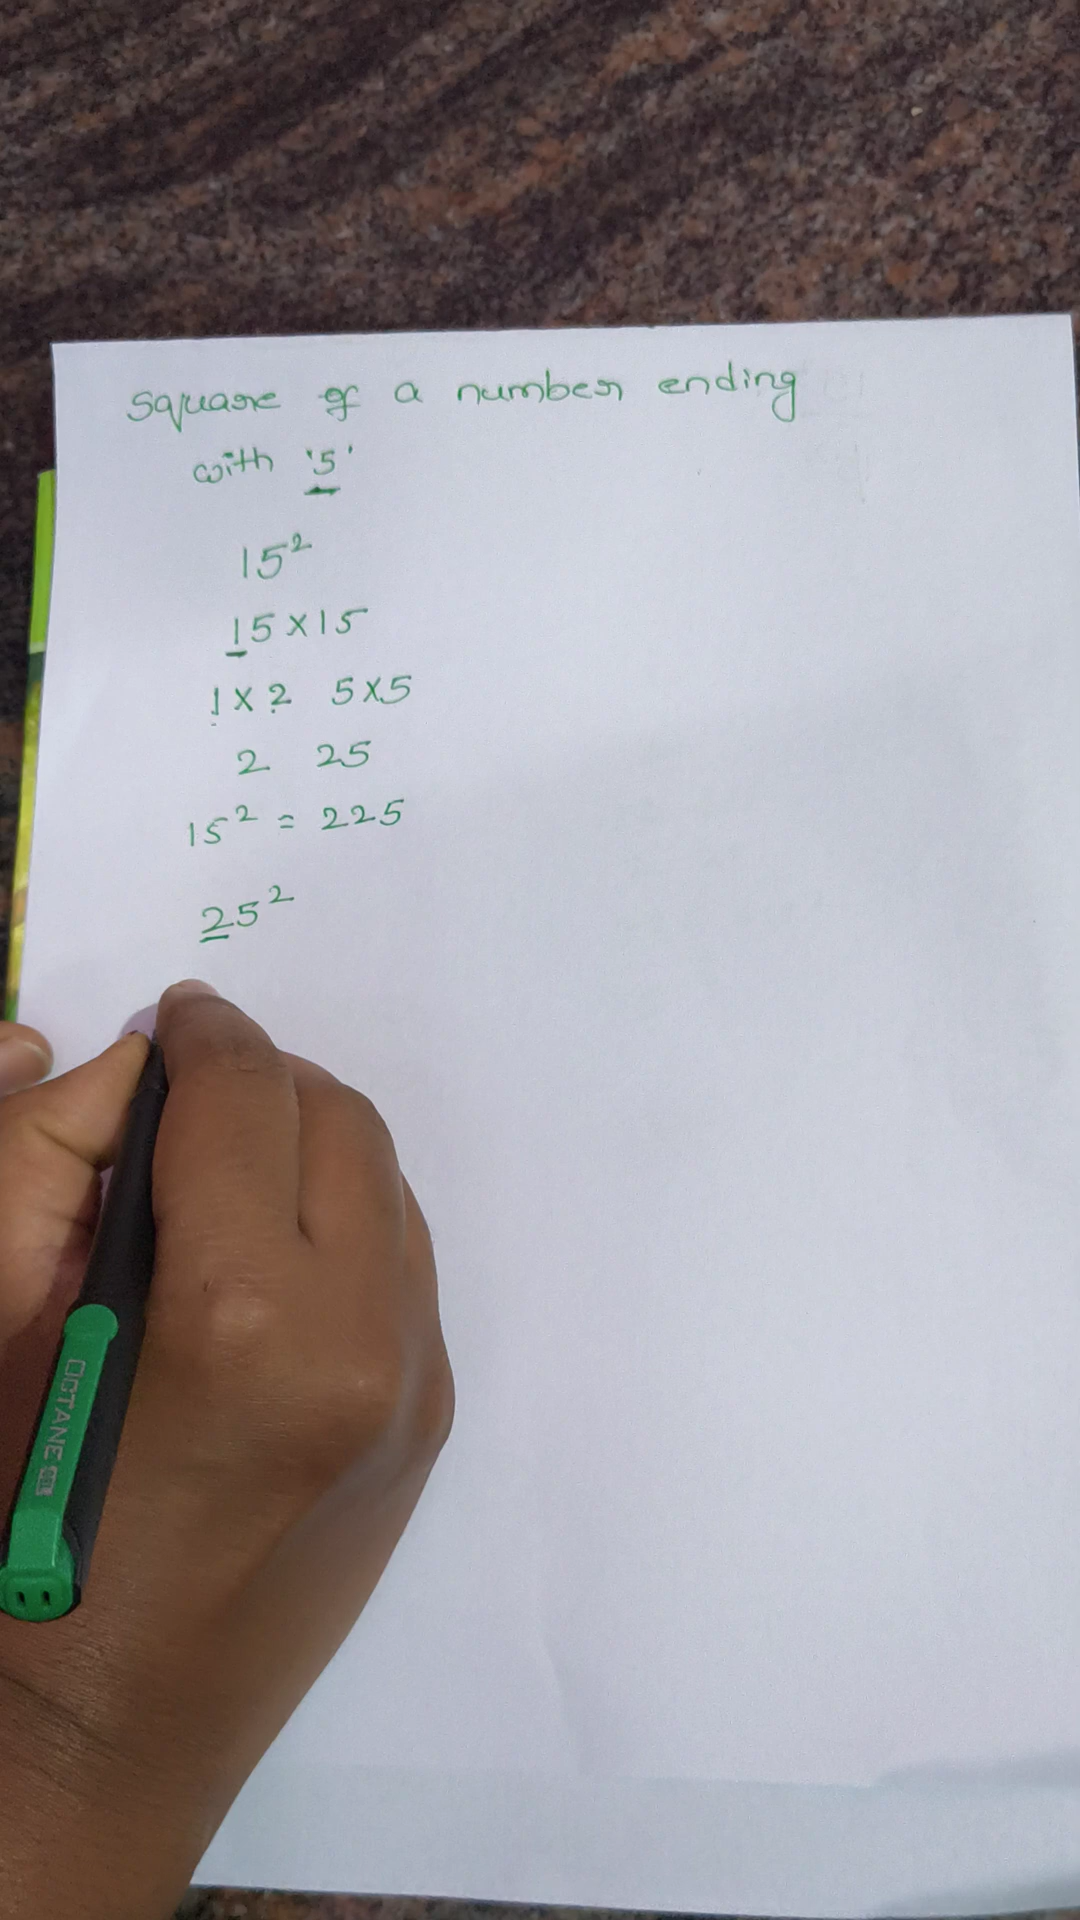 square of a number ending
with '5'
15²
15 × 15
1 × 2 5 × 5
2 25
15² = 225
25²
OCTANE GEL